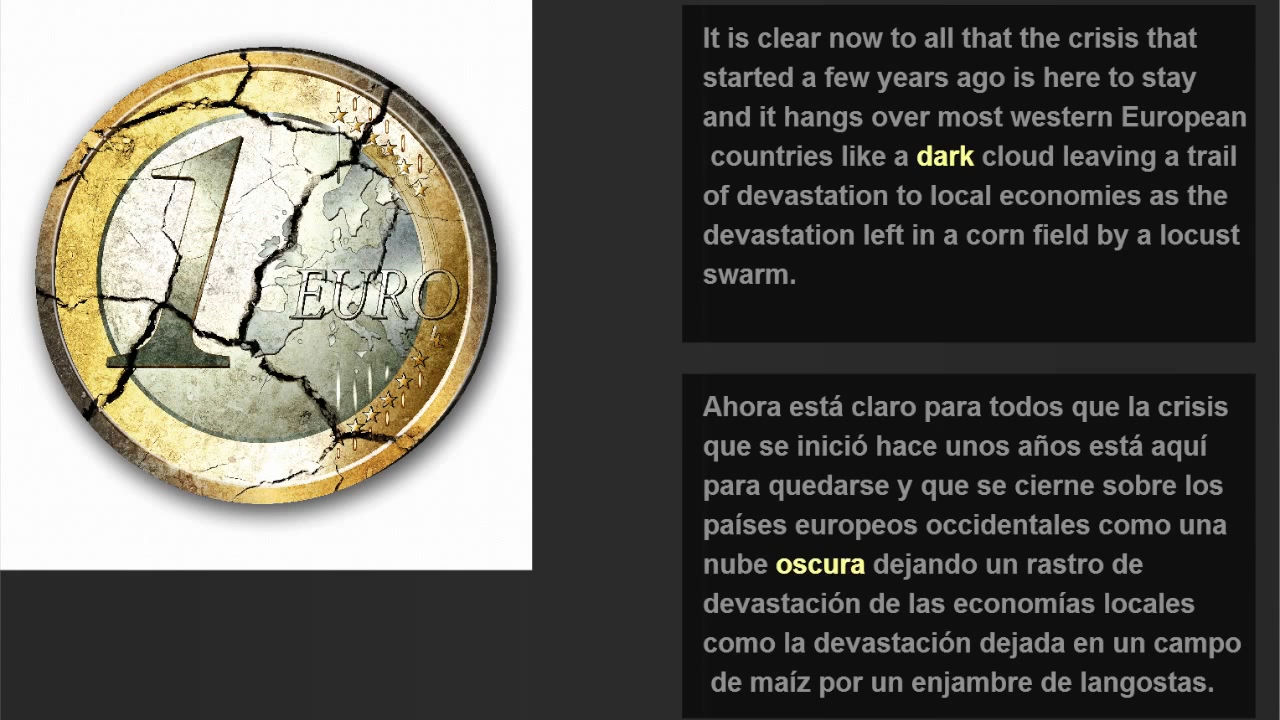 1
EURO
It is clear now to all that the crisis that
started a few years ago is here to stay
and it hangs over most western European
countries like a dark cloud leaving a trail
of devastation to local economies as the
devastation left in a corn field by a locust
swarm.
Ahora está claro para todos que la crisis
que se inició hace unos años está aquí
para quedarse y que se cierne sobre los
países europeos occidentales como una
nube oscura dejando un rastro de
devastación de las economías locales
como la devastación dejada en un campo
de maíz por un enjambre de langostas.